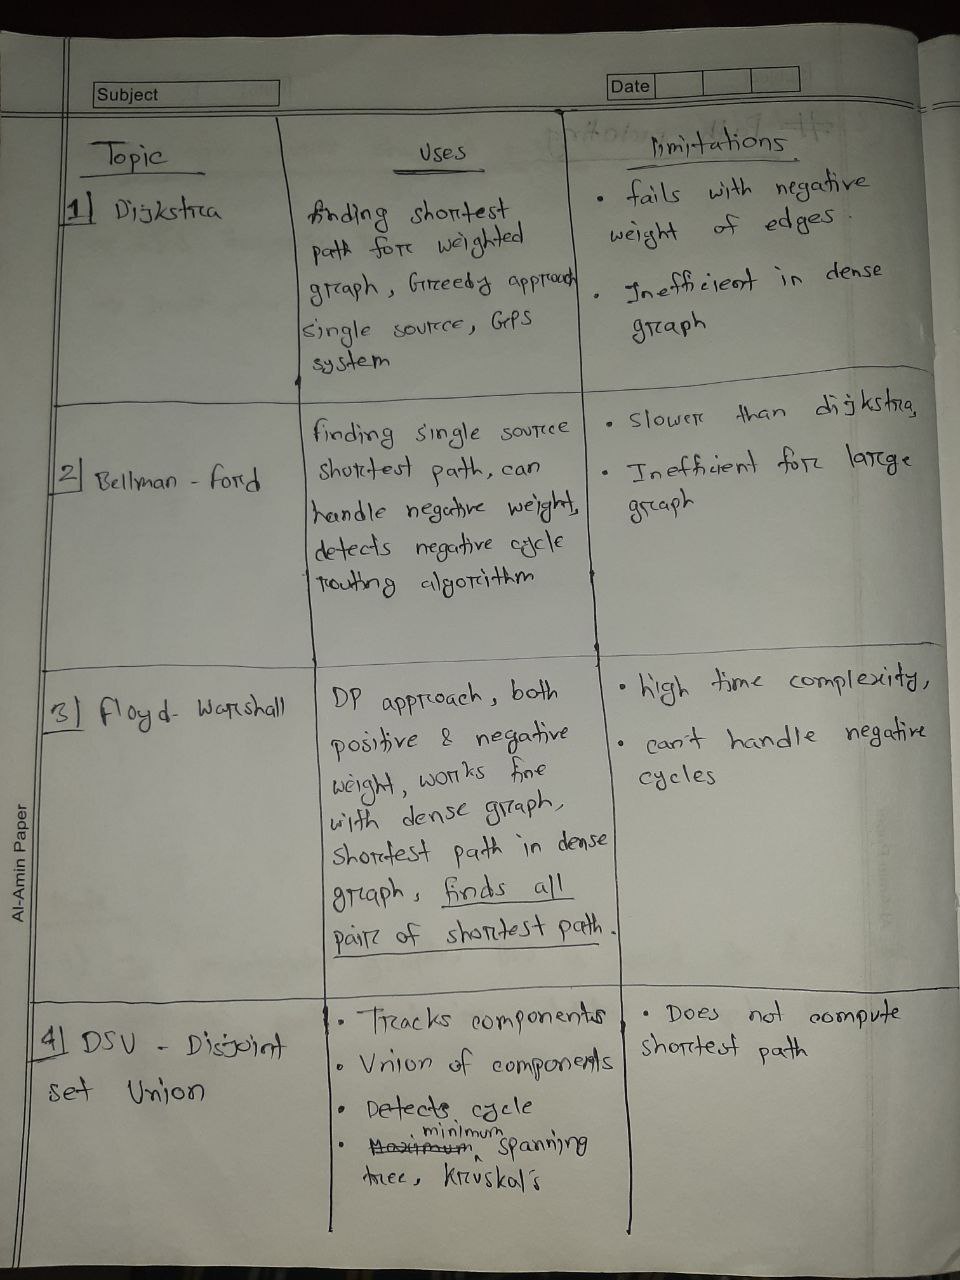 Subject
Date
Topic
Uses
limitations
1) Dijkstra
finding shortest
path for weighted
graph, Greedy approach
single source, GPS
system
• fails with negative
weight of edges.
• Inefficient in dense
graph
2) Bellman - ford
finding single source
shortest path, can
handle negative weight,
detects negative cycle
routing algorithm
• slower than dijkstra,
• Inefficient for large
graph
3) floyd- Warshall
DP approach, both
positive & negative
weight, works fine
with dense graph,
shortest path in dense
graph, finds all
pair of shortest path.
• high time complexity,
• can't handle negative
cycles
4) DSU - Disjoint
set Union
• Tracks components
• Union of components
• Detects cycle
• Maximum minimum spanning
tree, Kruskal's
• Does not compute
shortest path
Al-Amin Paper